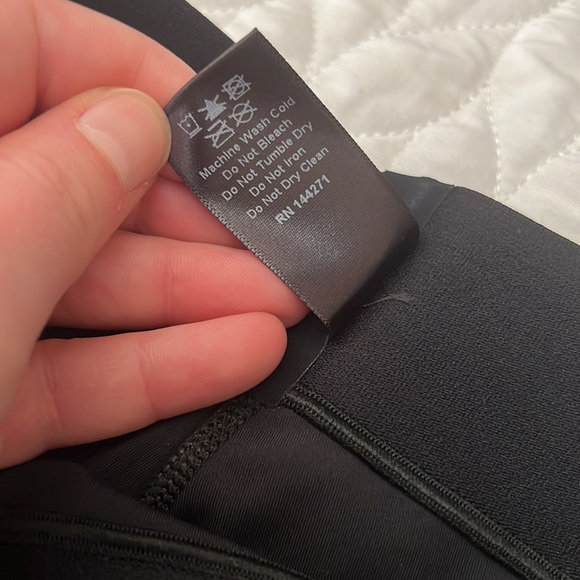 Machine Wash Cold
Do Not Bleach
Do Not Tumble Dry
Do Not Iron
Do Not Dry Clean
RN 144271